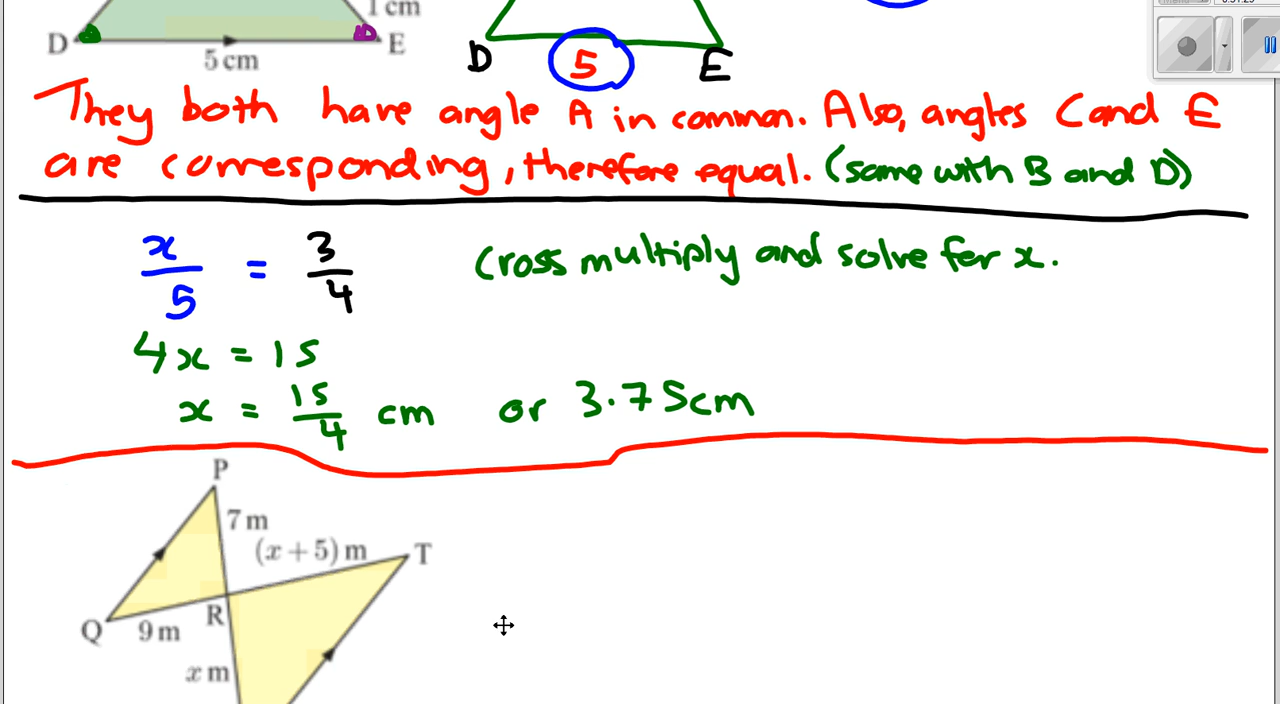 1 cm
D
E
5 cm
D
5
E
They both have angle A in common. Also, angles C and E
are corresponding, therefore equal. (same with B and D)
x/5 = 3/4
cross multiply and solve for x.
4x = 15
x = 15/4 cm or 3.75cm
P
7 m
(x + 5) m
T
Q
9 m
R
x m